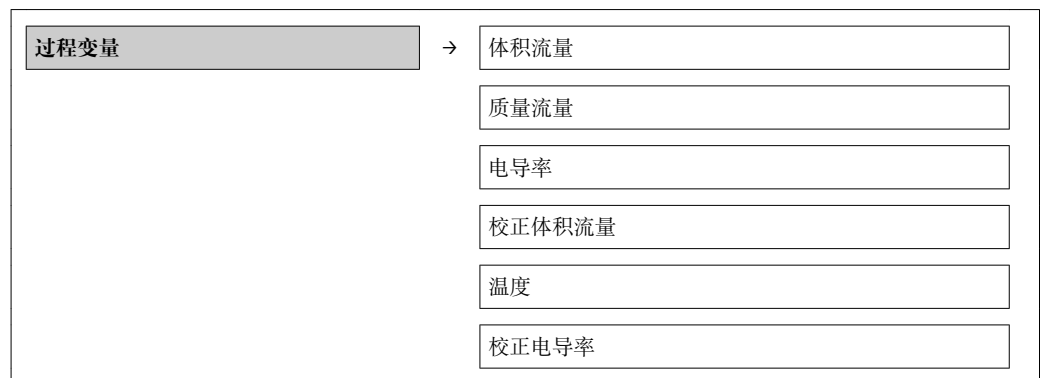 过程变量 → 体积流量
质量流量
电导率
校正体积流量
温度
校正电导率